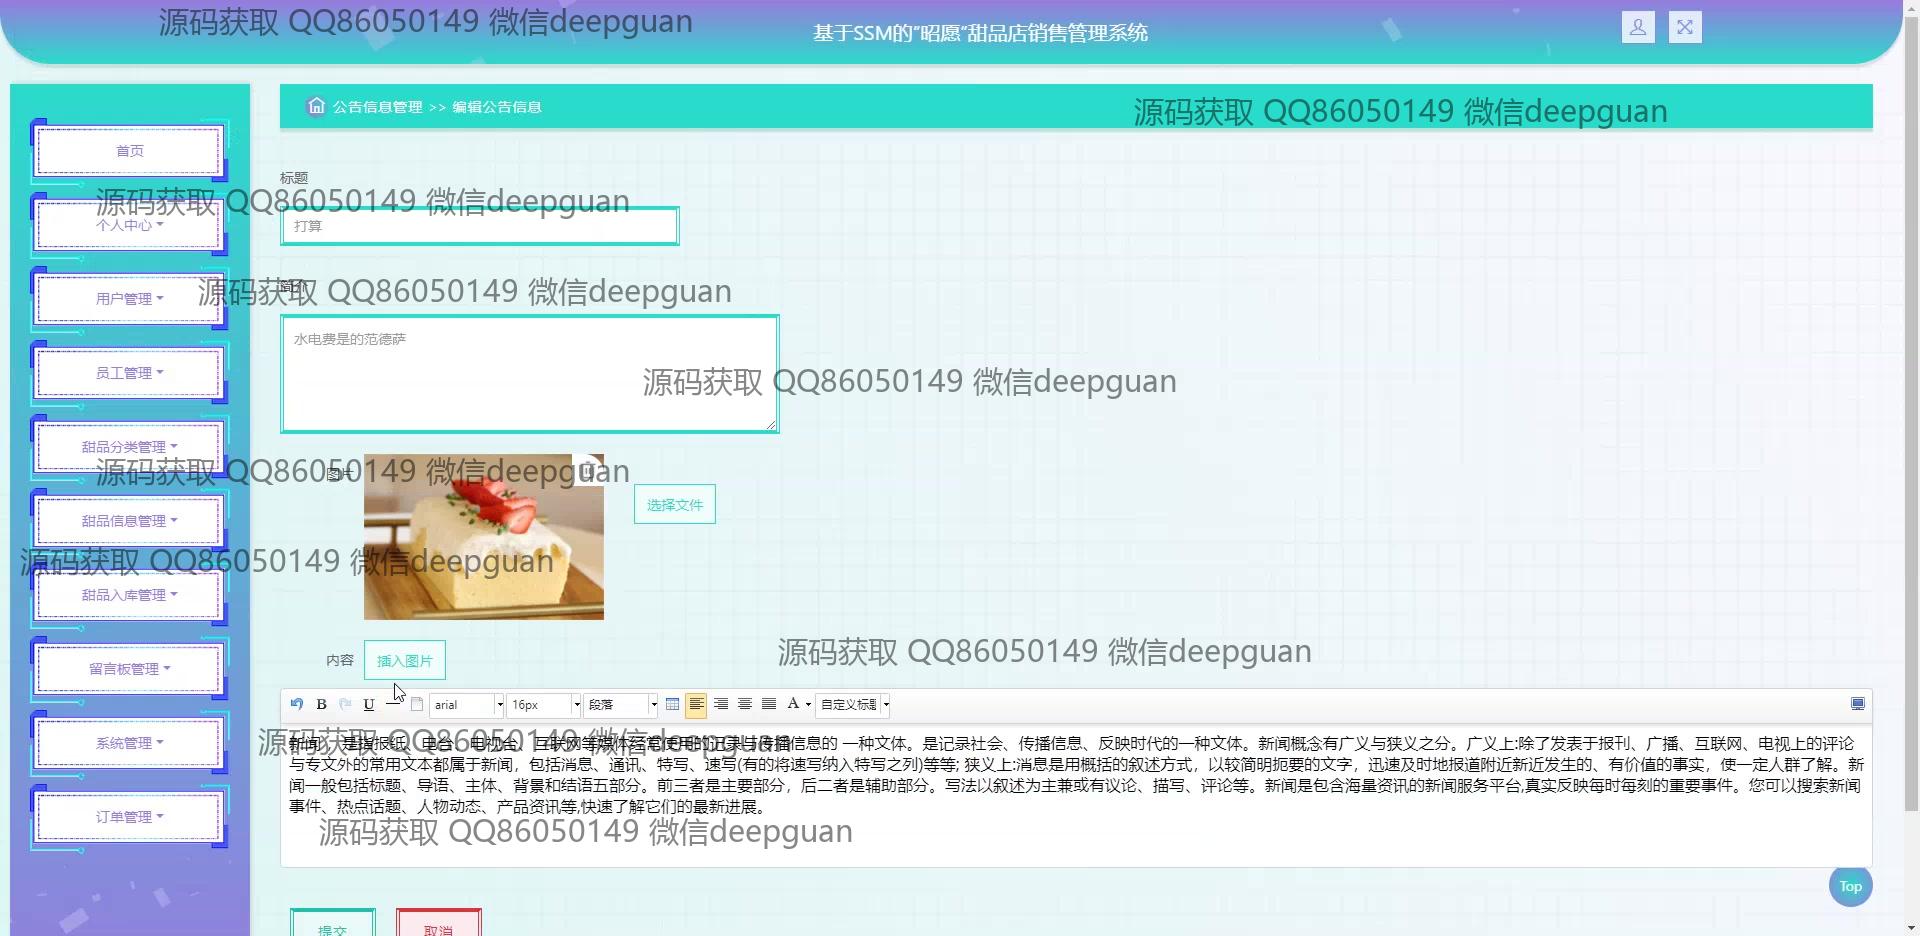 源码获取 QQ86050149 微信deepguan
基于SSM的“昭愿”甜品店销售管理系统
公告信息管理 >> 编辑公告信息
源码获取 QQ86050149 微信deepguan
首页
标题
源码获取 QQ86050149 微信deepguan
个人中心
打算
简介
源码获取 QQ86050149 微信deepguan
用户管理
水电费是的范德萨
员工管理
源码获取 QQ86050149 微信deepguan
甜品分类管理
图片
源码获取 QQ86050149 微信deepguan
选择文件
甜品信息管理
源码获取 QQ86050149 微信deepguan
甜品入库管理
源码获取 QQ86050149 微信deepguan
内容
插入图片
留言板管理
B U arial 16px 段落 A 自定义标题
系统管理
源码获取 QQ86050149 微信deepguan
新闻，是指报纸、电台、电视台、互联网等媒体经常使用的记录与传播信息的 一种文体。是记录社会、传播信息、反映时代的一种文体。新闻概念有广义与狭义之分。广义上:除了发表于报刊、广播、互联网、电视上的评论
与专文外的常用文本都属于新闻，包括消息、通讯、特写、速写(有的将速写纳入特写之列)等等; 狭义上:消息是用概括的叙述方式，以较简明扼要的文字，迅速及时地报道附近新近发生的、有价值的事实，使一定人群了解。新
闻一般包括标题、导语、主体、背景和结语五部分。前三者是主要部分，后二者是辅助部分。写法以叙述为主兼或有议论、描写、评论等。新闻是包含海量资讯的新闻服务平台,真实反映每时每刻的重要事件。您可以搜索新闻
事件、热点话题、人物动态、产品资讯等,快速了解它们的最新进展。
订单管理
源码获取 QQ86050149 微信deepguan
Top
提交
取消